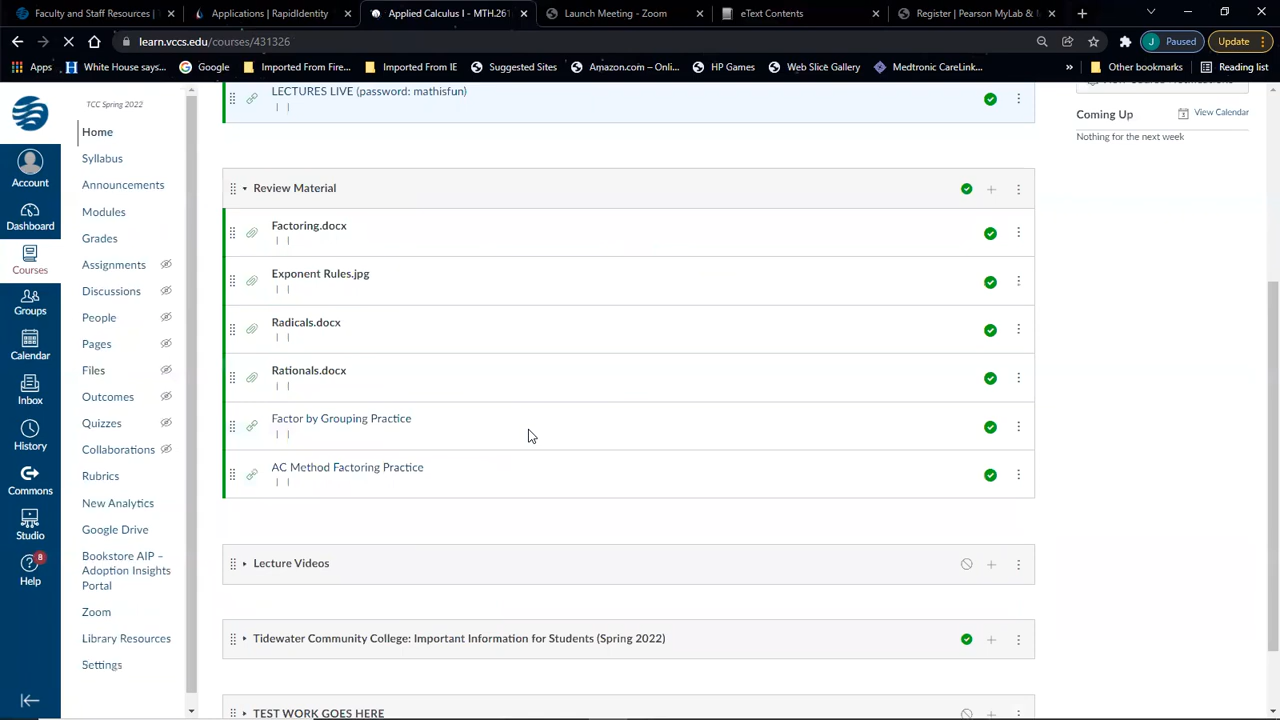 Faculty and Staff Resources | T
Applications | RapidIdentity
Applied Calculus I - MTH.26
Launch Meeting - Zoom
eText Contents
Register | Pearson MyLab &
learn.vccs.edu/courses/431326
J Paused
Update
Apps
White House says...
Google
Imported From Fire...
Imported From IE
Suggested Sites
Amazon.com – Onli...
HP Games
Web Slice Gallery
Medtronic CareLink...
»
Other bookmarks
Reading list
TCC Spring 2022
Account
Dashboard
Courses
Groups
Calendar
Inbox
History
Commons
Studio
8
Help
Home
Syllabus
Announcements
Modules
Grades
Assignments
Discussions
People
Pages
Files
Outcomes
Quizzes
Collaborations
Rubrics
New Analytics
Google Drive
Bookstore AIP –
Adoption Insights
Portal
Zoom
Library Resources
Settings
LECTURES LIVE (password: mathisfun)
Review Material
Factoring.docx
Exponent Rules.jpg
Radicals.docx
Rationals.docx
Factor by Grouping Practice
AC Method Factoring Practice
Lecture Videos
Tidewater Community College: Important Information for Students (Spring 2022)
TEST WORK GOES HERE
Coming Up
View Calendar
Nothing for the next week